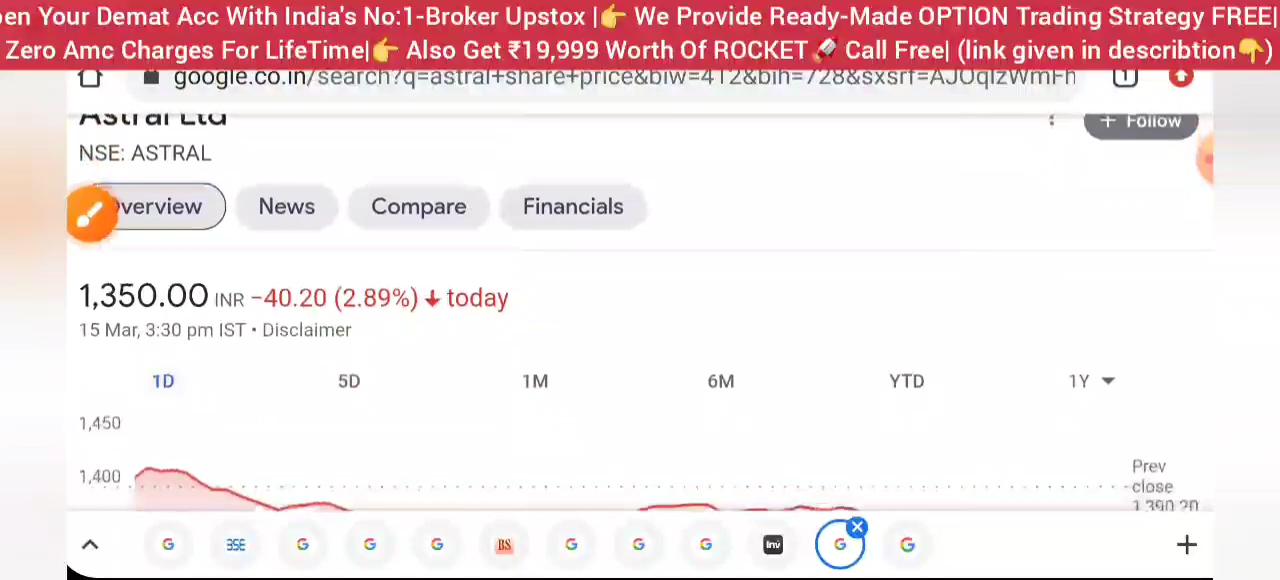 en Your Demat Acc With India's No:1-Broker Upstox |👉 We Provide Ready-Made OPTION Trading Strategy FREE|
Zero Amc Charges For LifeTime|👉 Also Get ₹19,999 Worth Of ROCKET🚀 Call Free| (link given in describtion👇)
google.co.in/search?q=astral+share+price&biw=412&bih=728&sxsrf=AJOqlzWmFh
1
Astral Ltd
+ Follow
NSE: ASTRAL
verview
News
Compare
Financials
1,350.00 INR −40.20 (2.89%) ↓ today
15 Mar, 3:30 pm IST • Disclaimer
1D
5D
1M
6M
YTD
1Y
1,450
1,400
Prev
close
1,390.20
G
BSE
G
G
G
BS
G
G
G
Inv
G
G